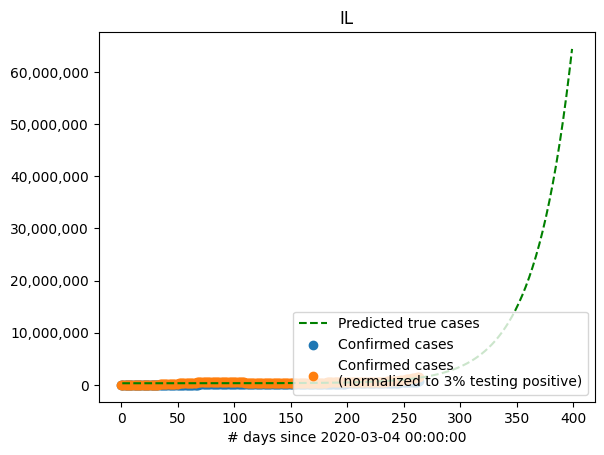 IL
60,000,000
50,000,000
40,000,000
30,000,000
20,000,000
10,000,000
0
Predicted true cases
Confirmed cases
Confirmed cases
(normalized to 3% testing positive)
0 50 100 150 200 250 300 350 400
# days since 2020-03-04 00:00:00